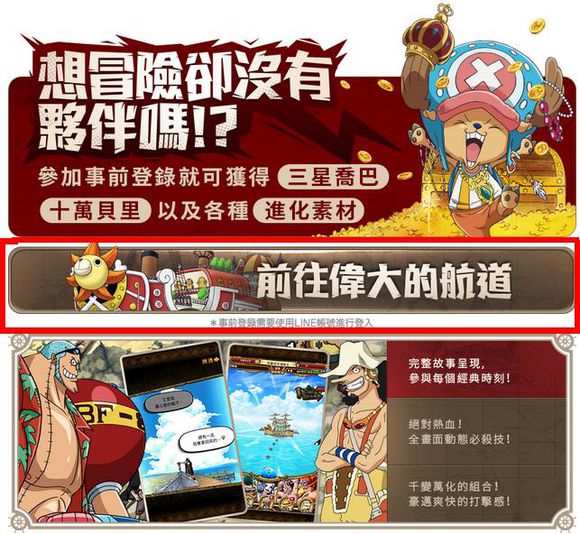 想冒險卻沒有
夥伴嗎!?
參加事前登錄就可獲得 三星喬巴
十萬貝里 以及各種 進化素材
前往偉大的航道
＊事前登錄需要使用LINE帳號進行登入
完整故事呈現，
參與每個經典時刻！
絕對熱血！
全畫面動態必殺技！
千變萬化的組合！
豪邁爽快的打擊感！
BF-